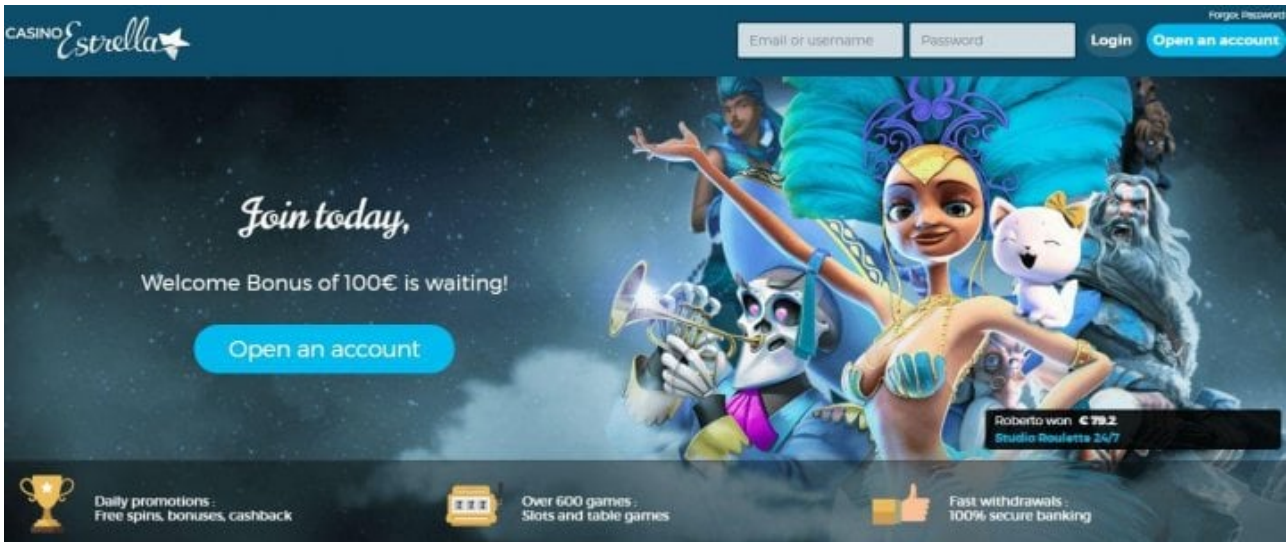 CASINO Estrella
Forgot Password
Email or username
Password
Login
Open an account
Join today,
Welcome Bonus of 100€ is waiting!
Open an account
Roberto won €79.2
Studio Roulette 24/7
Daily promotions :
Free spins, bonuses, cashback
Over 600 games :
Slots and table games
Fast withdrawals :
100% secure banking